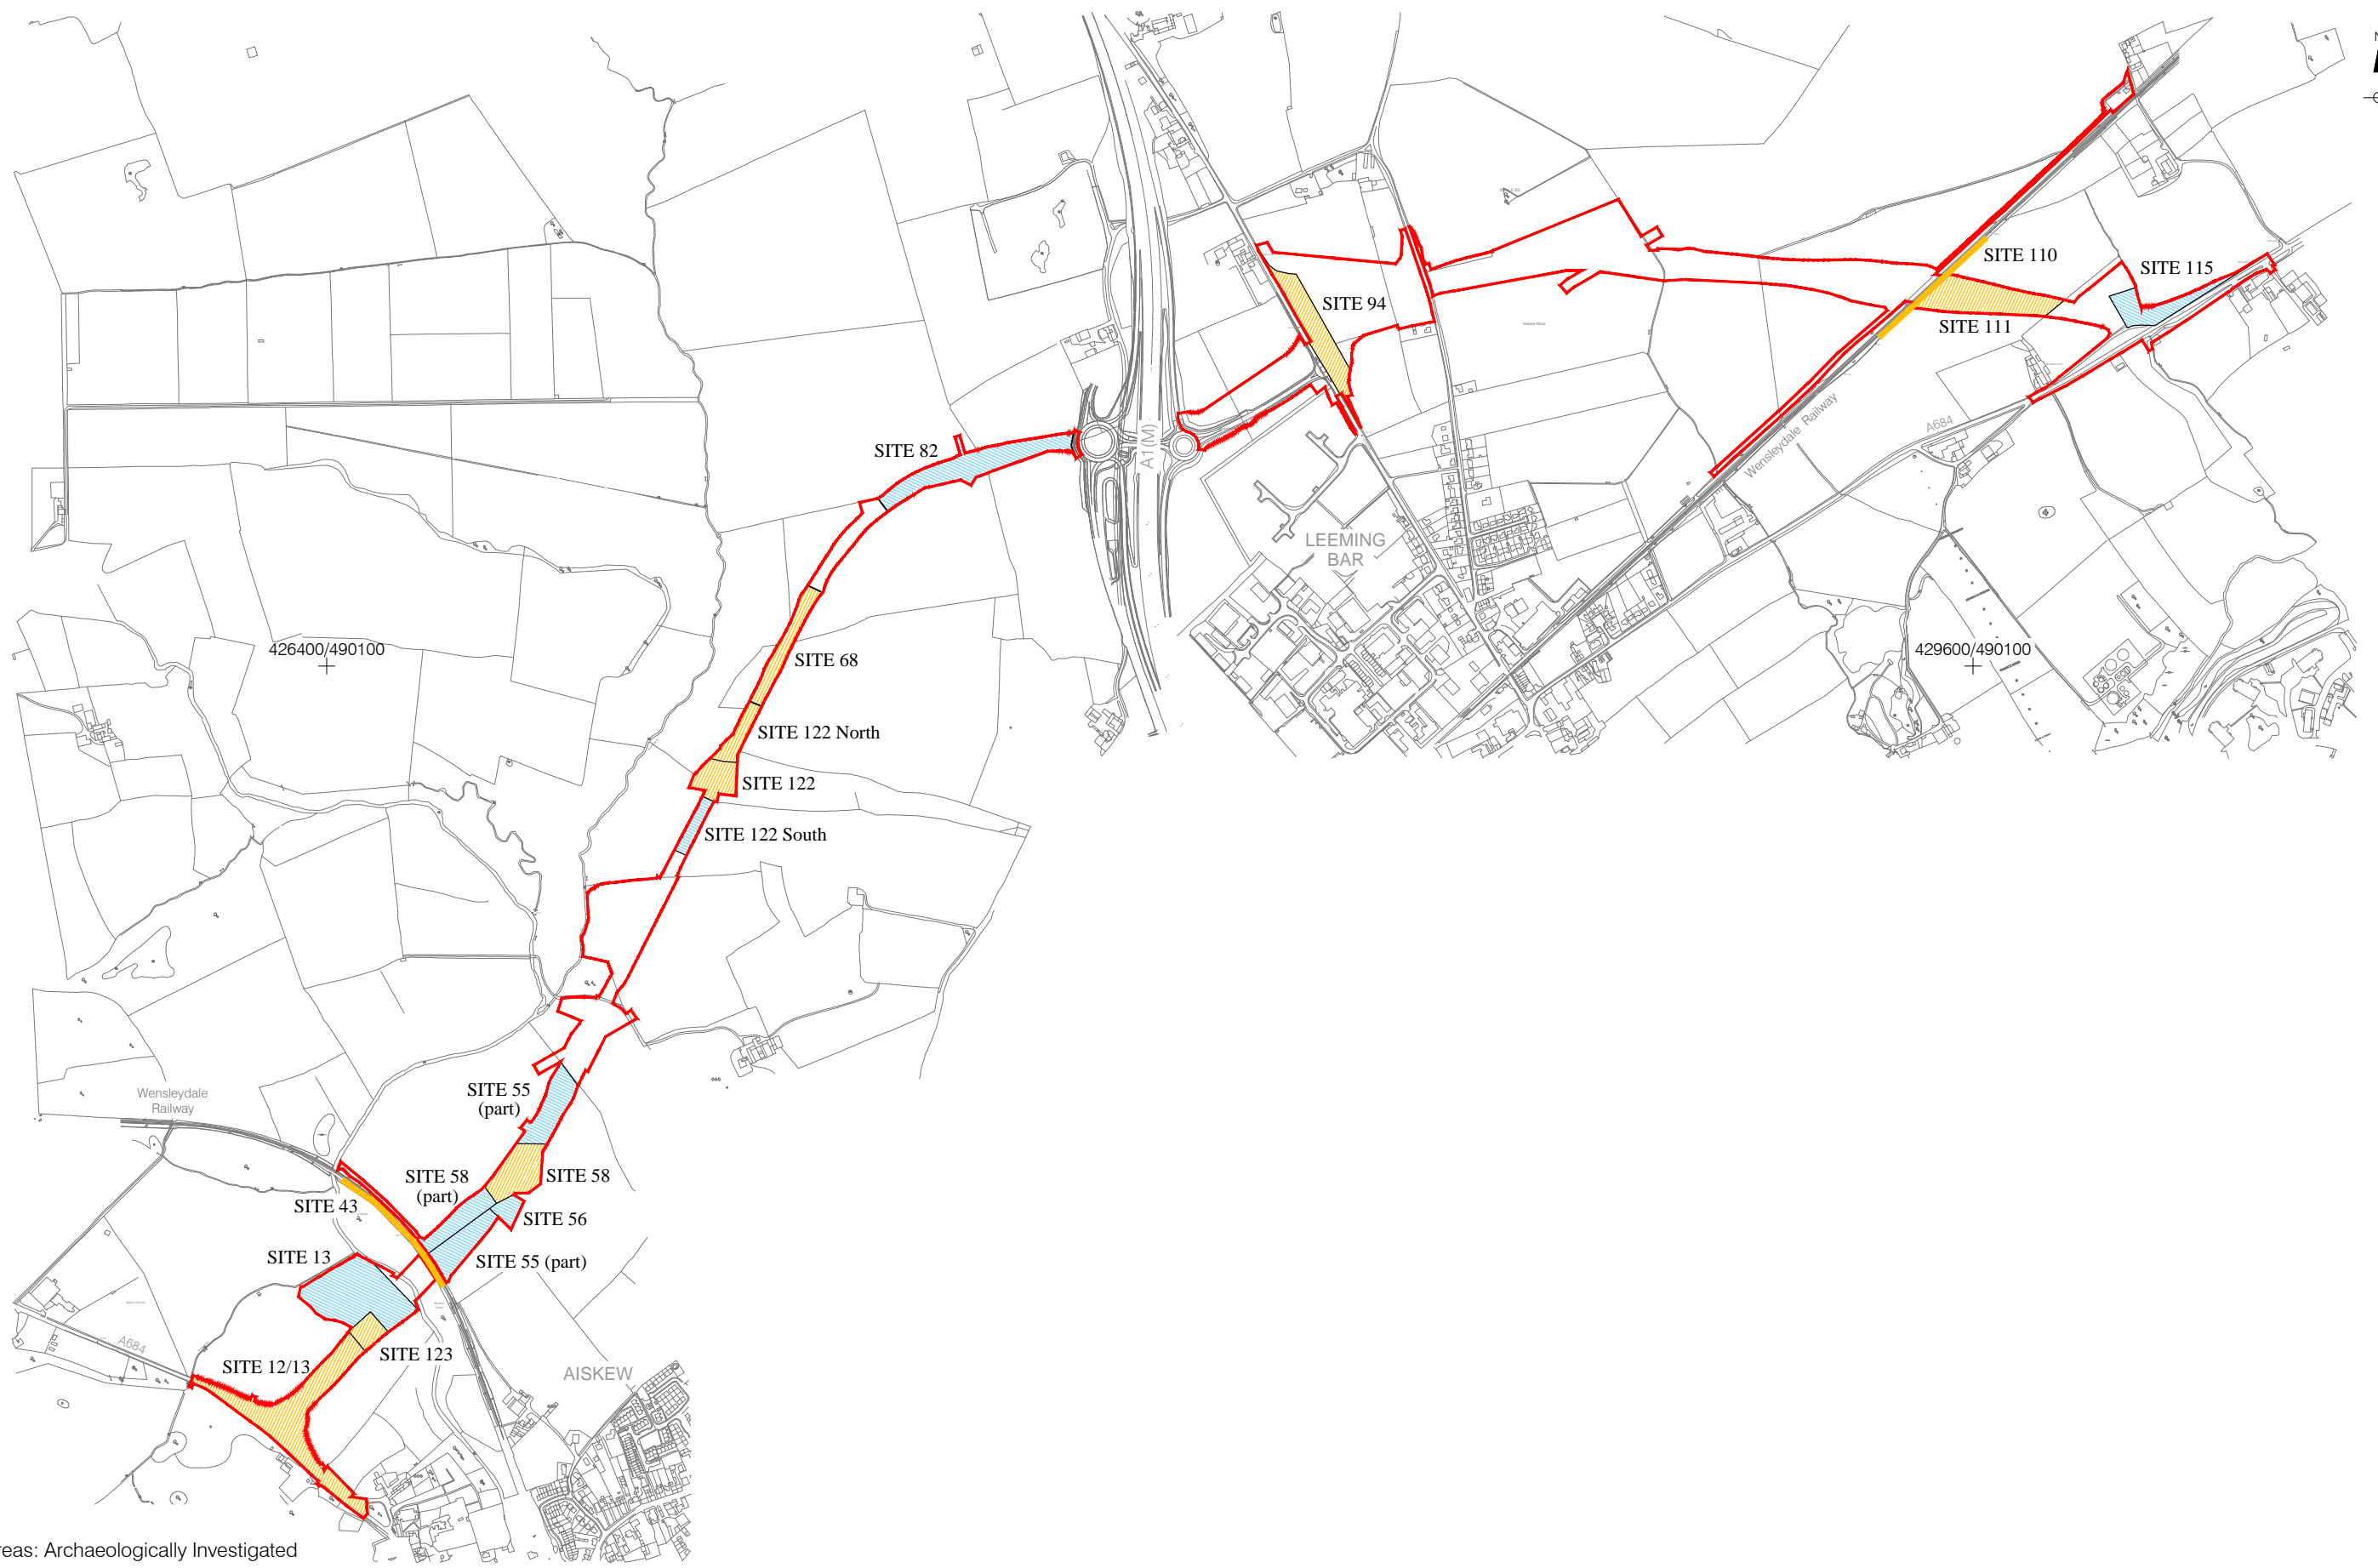 N
SITE 110
SITE 115
SITE 94
SITE 111
Wensleydale Railway
A684
A1(M)
SITE 82
LEEMING
BAR
426400/490100
429600/490100
SITE 68
SITE 122 North
SITE 122
SITE 122 South
Wensleydale
Railway
SITE 55
(part)
SITE 58
(part)
SITE 58
SITE 43
SITE 56
SITE 13
SITE 55 (part)
A684
SITE 12/13
SITE 123
AISKEW
reas: Archaeologically Investigated